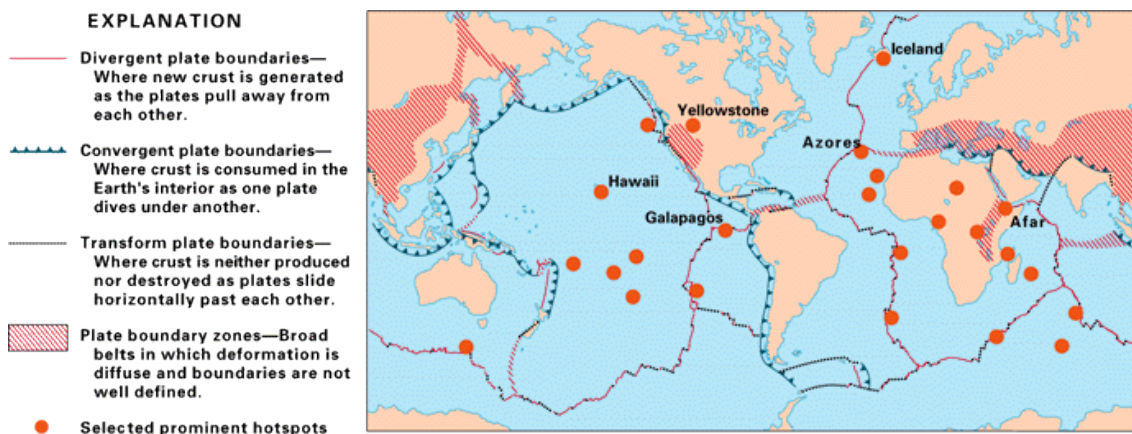 EXPLANATION
Divergent plate boundaries—
Where new crust is generated
as the plates pull away from
each other.
Convergent plate boundaries—
Where crust is consumed in the
Earth's interior as one plate
dives under another.
Transform plate boundaries—
Where crust is neither produced
nor destroyed as plates slide
horizontally past each other.
Plate boundary zones—Broad
belts in which deformation is
diffuse and boundaries are not
well defined.
Selected prominent hotspots
Iceland
Yellowstone
Azores
Hawaii
Galapagos
Afar